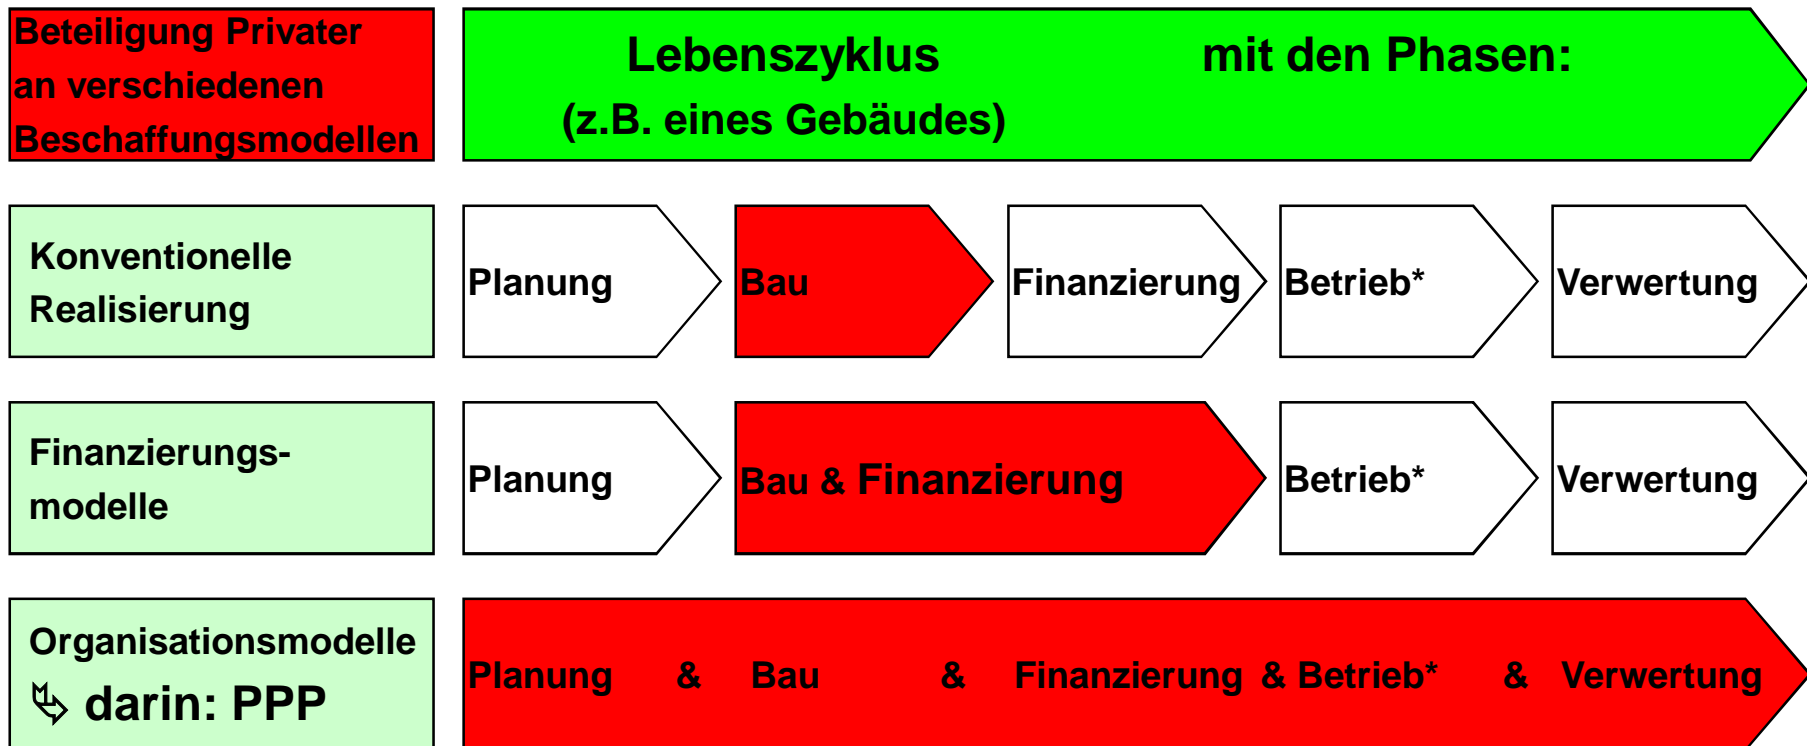 Beteiligung Privater
an verschiedenen
Beschaffungsmodellen
Lebenszyklus mit den Phasen:
(z.B. eines Gebäudes)
Konventionelle
Realisierung
Planung
Bau
Finanzierung
Betrieb*
Verwertung
Finanzierungs-
modelle
Planung
Bau & Finanzierung
Betrieb*
Verwertung
Organisationsmodelle
darin: PPP
Planung & Bau & Finanzierung & Betrieb* & Verwertung